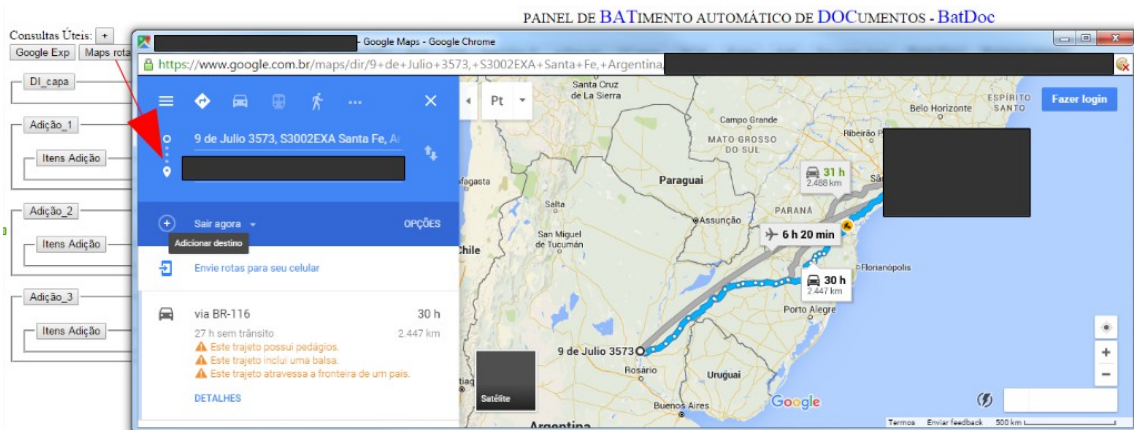 PAINEL DE BATIMENTO AUTOMÁTICO DE DOCUMENTOS - BatDoc
Consultas Úteis: +
Google Exp Maps rota
DI_capa
Adição_1
Itens Adição
Adição_2
Itens Adição
Adição_3
Itens Adição
- Google Maps - Google Chrome
https://www.google.com.br/maps/dir/9+de+Julio+3573,+S3002EXA+Santa+Fe,+Argentina,
9 de Julio 3573, S3002EXA Santa Fe,
Sair agora
OPÇÕES
Adicionar destino
Envie rotas para seu celular
via BR-116 30 h
27 h sem trânsito 2.447 km
Este trajeto possui pedágios.
Este trajeto inclui uma balsa.
Este trajeto atravessa a fronteira de um país.
DETALHES
Pt
Fazer login
Santa Cruz
de La Sierra
Campo Grande
Belo Horizonte
ESPÍRITO
SANTO
MATO GROSSO
DO SUL
Ribeirão
31 h
2.488 km
Paraguai
Salta
PARANÁ
Assunção
6 h 20 min
San Miguel
de Tucumán
Florianópolis
30 h
2.447 km
Porto Alegre
9 de Julio 3573
Rosário
Uruguai
Buenos Aires
Argentina
Satélite
Google
+
−
Termos Enviar feedback 500 km